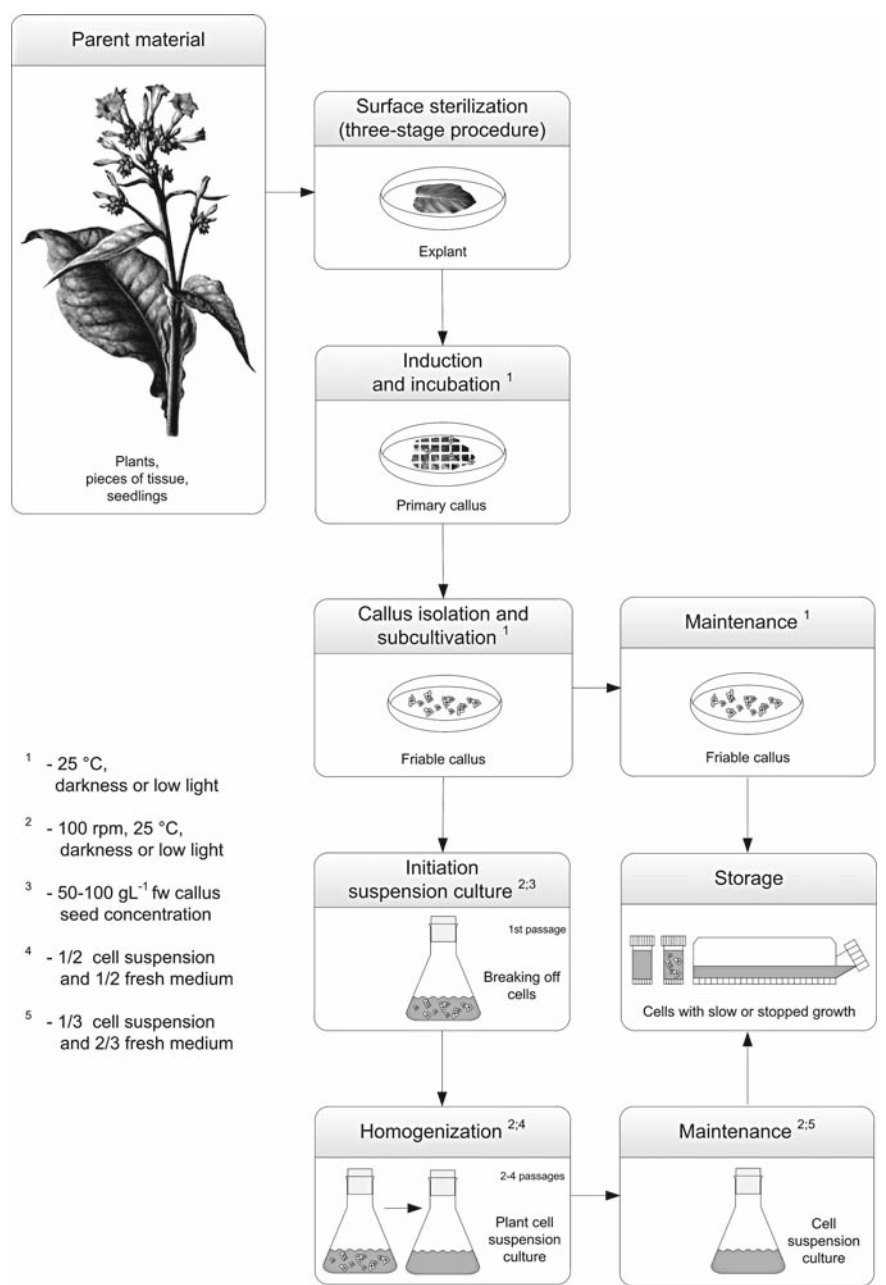 Parent material
Plants,
pieces of tissue,
seedlings
Surface sterilization
(three-stage procedure)
Explant
Induction
and incubation 1
Primary callus
Callus isolation and
subcultivation 1
Friable callus
Maintenance 1
Friable callus
Initiation
suspension culture 2;3
1st passage
Breaking off
cells
Storage
Cells with slow or stopped growth
Homogenization 2;4
2-4 passages
Plant cell
suspension
culture
Maintenance 2;5
Cell
suspension
culture
1 - 25 °C,
darkness or low light
2 - 100 rpm, 25 °C,
darkness or low light
3 - 50-100 gL-1 fw callus
seed concentration
4 - 1/2 cell suspension
and 1/2 fresh medium
5 - 1/3 cell suspension
and 2/3 fresh medium